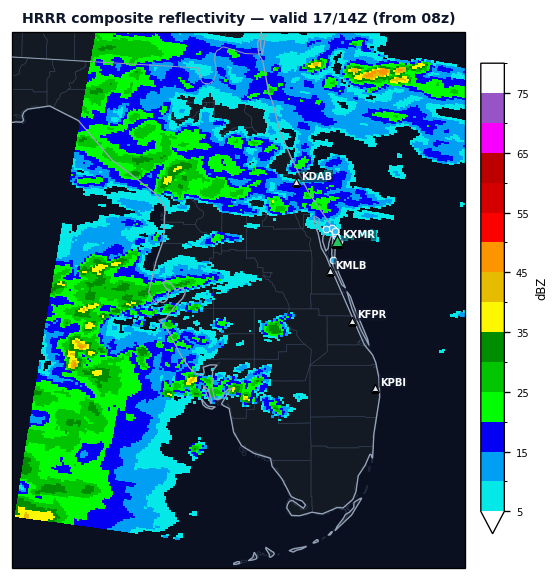 HRRR composite reflectivity — valid 17/14Z (from 08z)
KDAB
KXMR
KMLB
KFPR
KPBI
75
65
55
45
35
25
15
5
dBZ